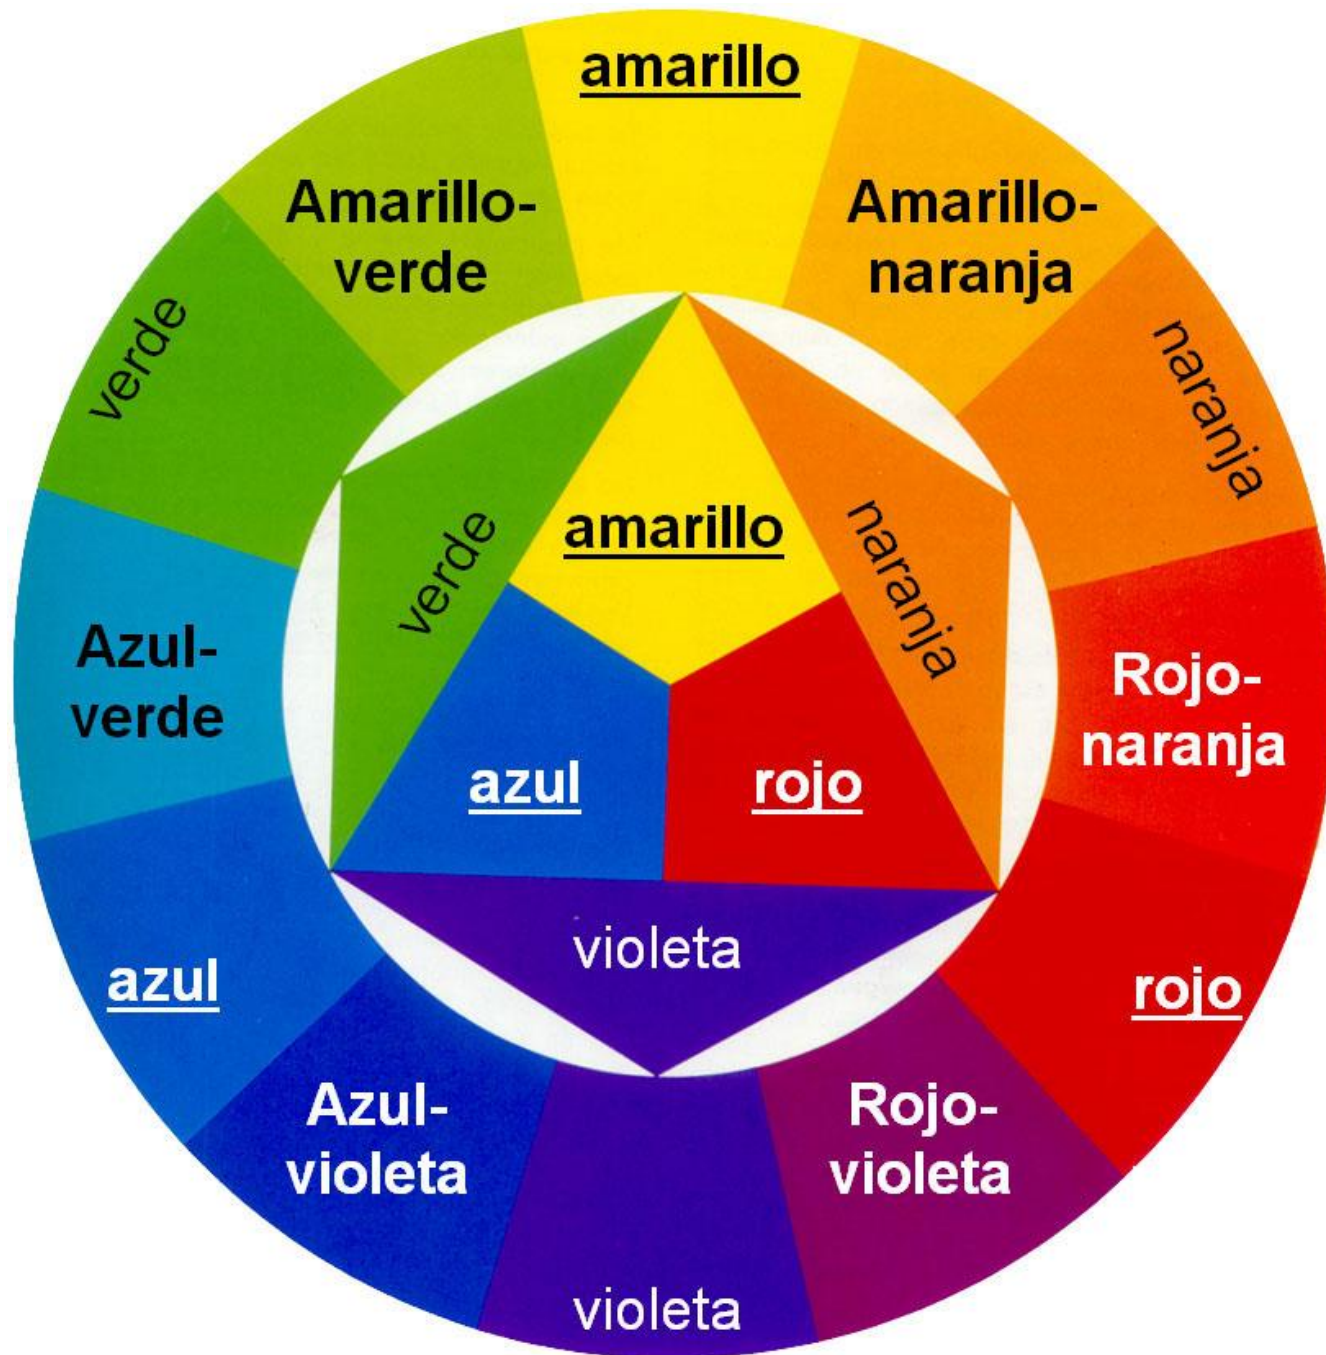 amarillo
Amarillo-
verde
Amarillo-
naranja
verde
naranja
amarillo
verde
naranja
Azul-
verde
Rojo-
naranja
azul
rojo
violeta
azul
rojo
Azul-
violeta
Rojo-
violeta
violeta